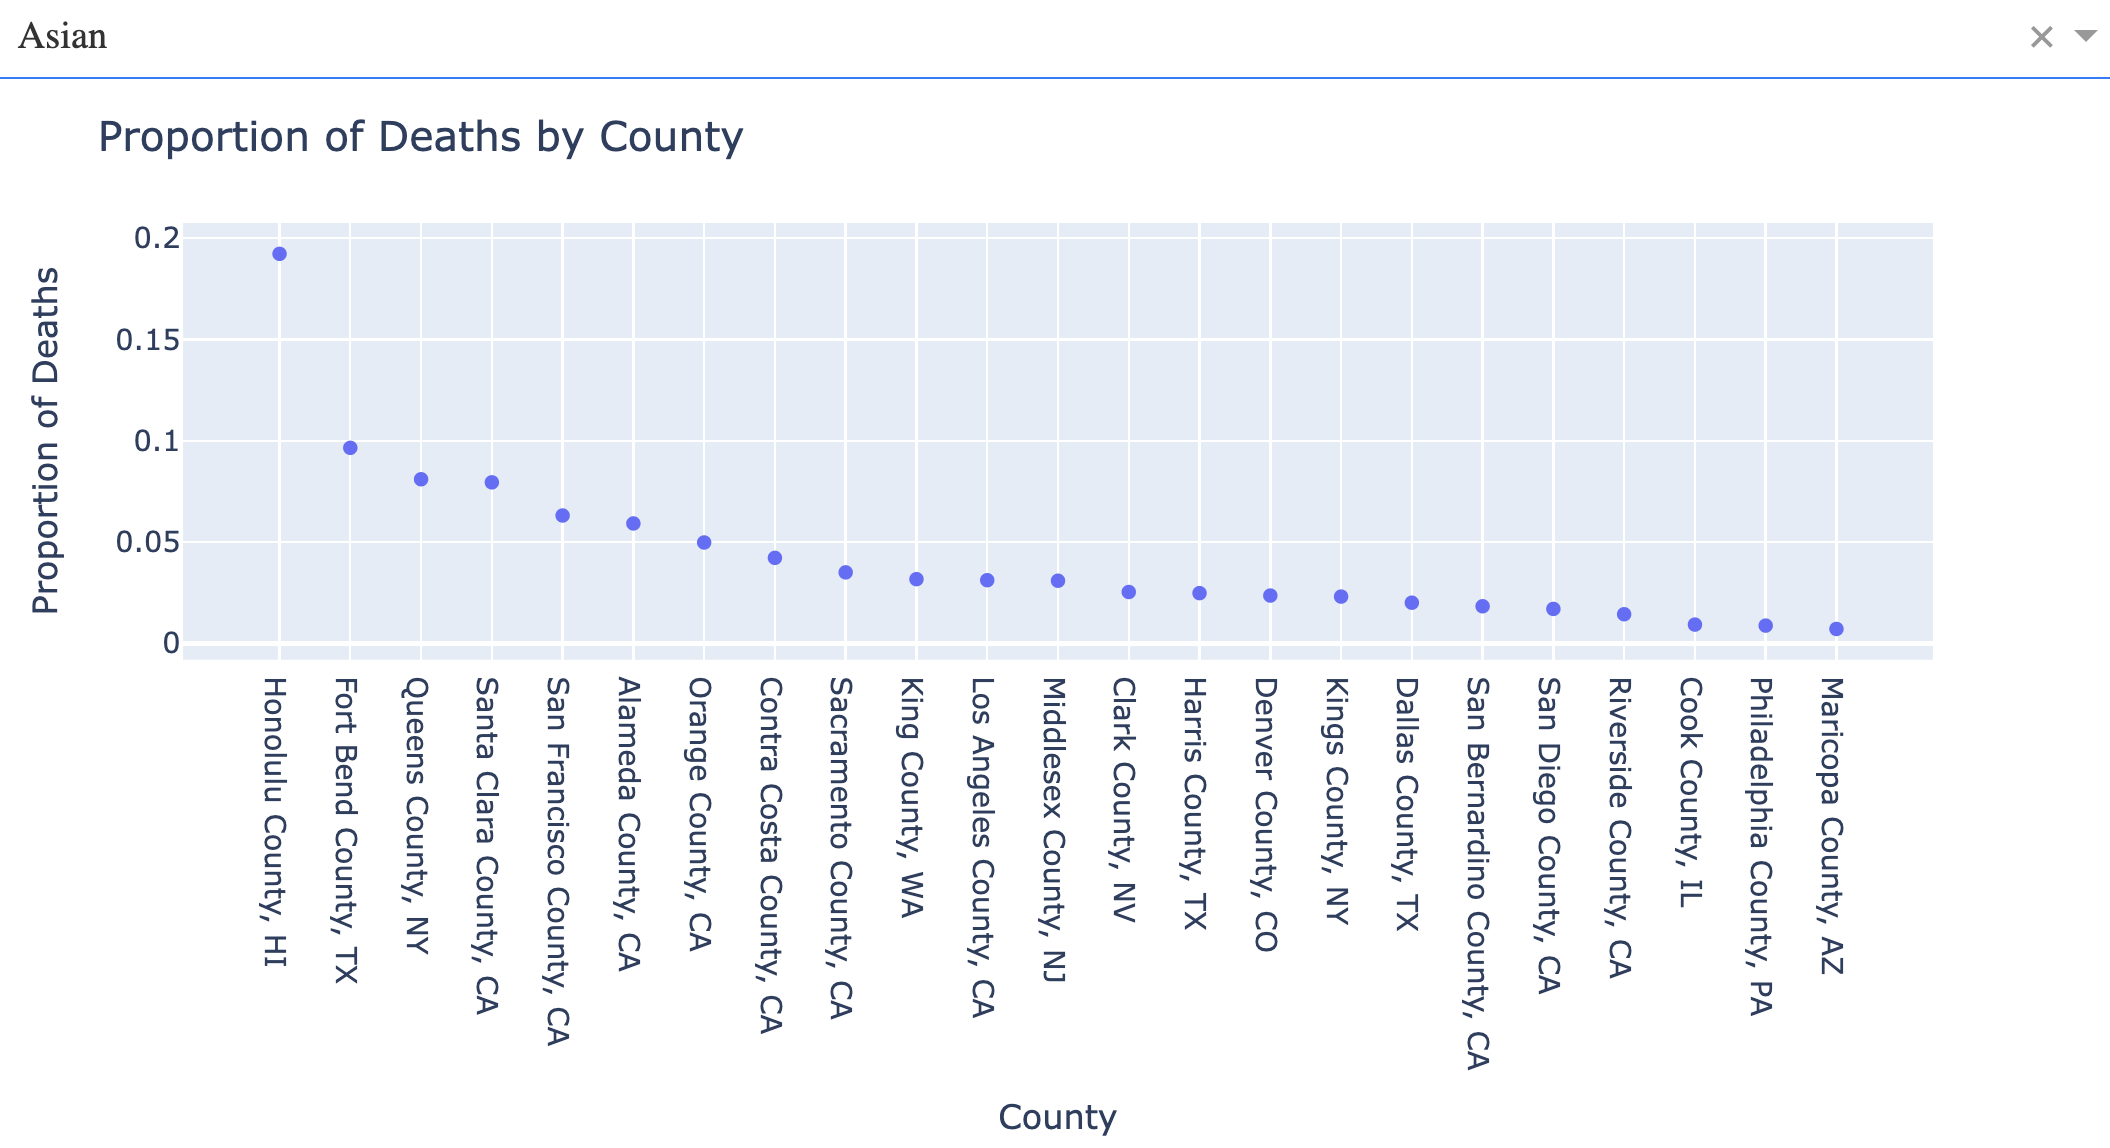 Asian
Proportion of Deaths by County
Proportion of Deaths
0.2
0.15
0.1
0.05
0
Honolulu County, HI
Fort Bend County, TX
Queens County, NY
Santa Clara County, CA
San Francisco County, CA
Alameda County, CA
Orange County, CA
Contra Costa County, CA
Sacramento County, CA
King County, WA
Los Angeles County, CA
Middlesex County, NJ
Clark County, NV
Harris County, TX
Denver County, CO
Kings County, NY
Dallas County, TX
San Bernardino County, CA
San Diego County, CA
Riverside County, CA
Cook County, IL
Philadelphia County, PA
Maricopa County, AZ
County